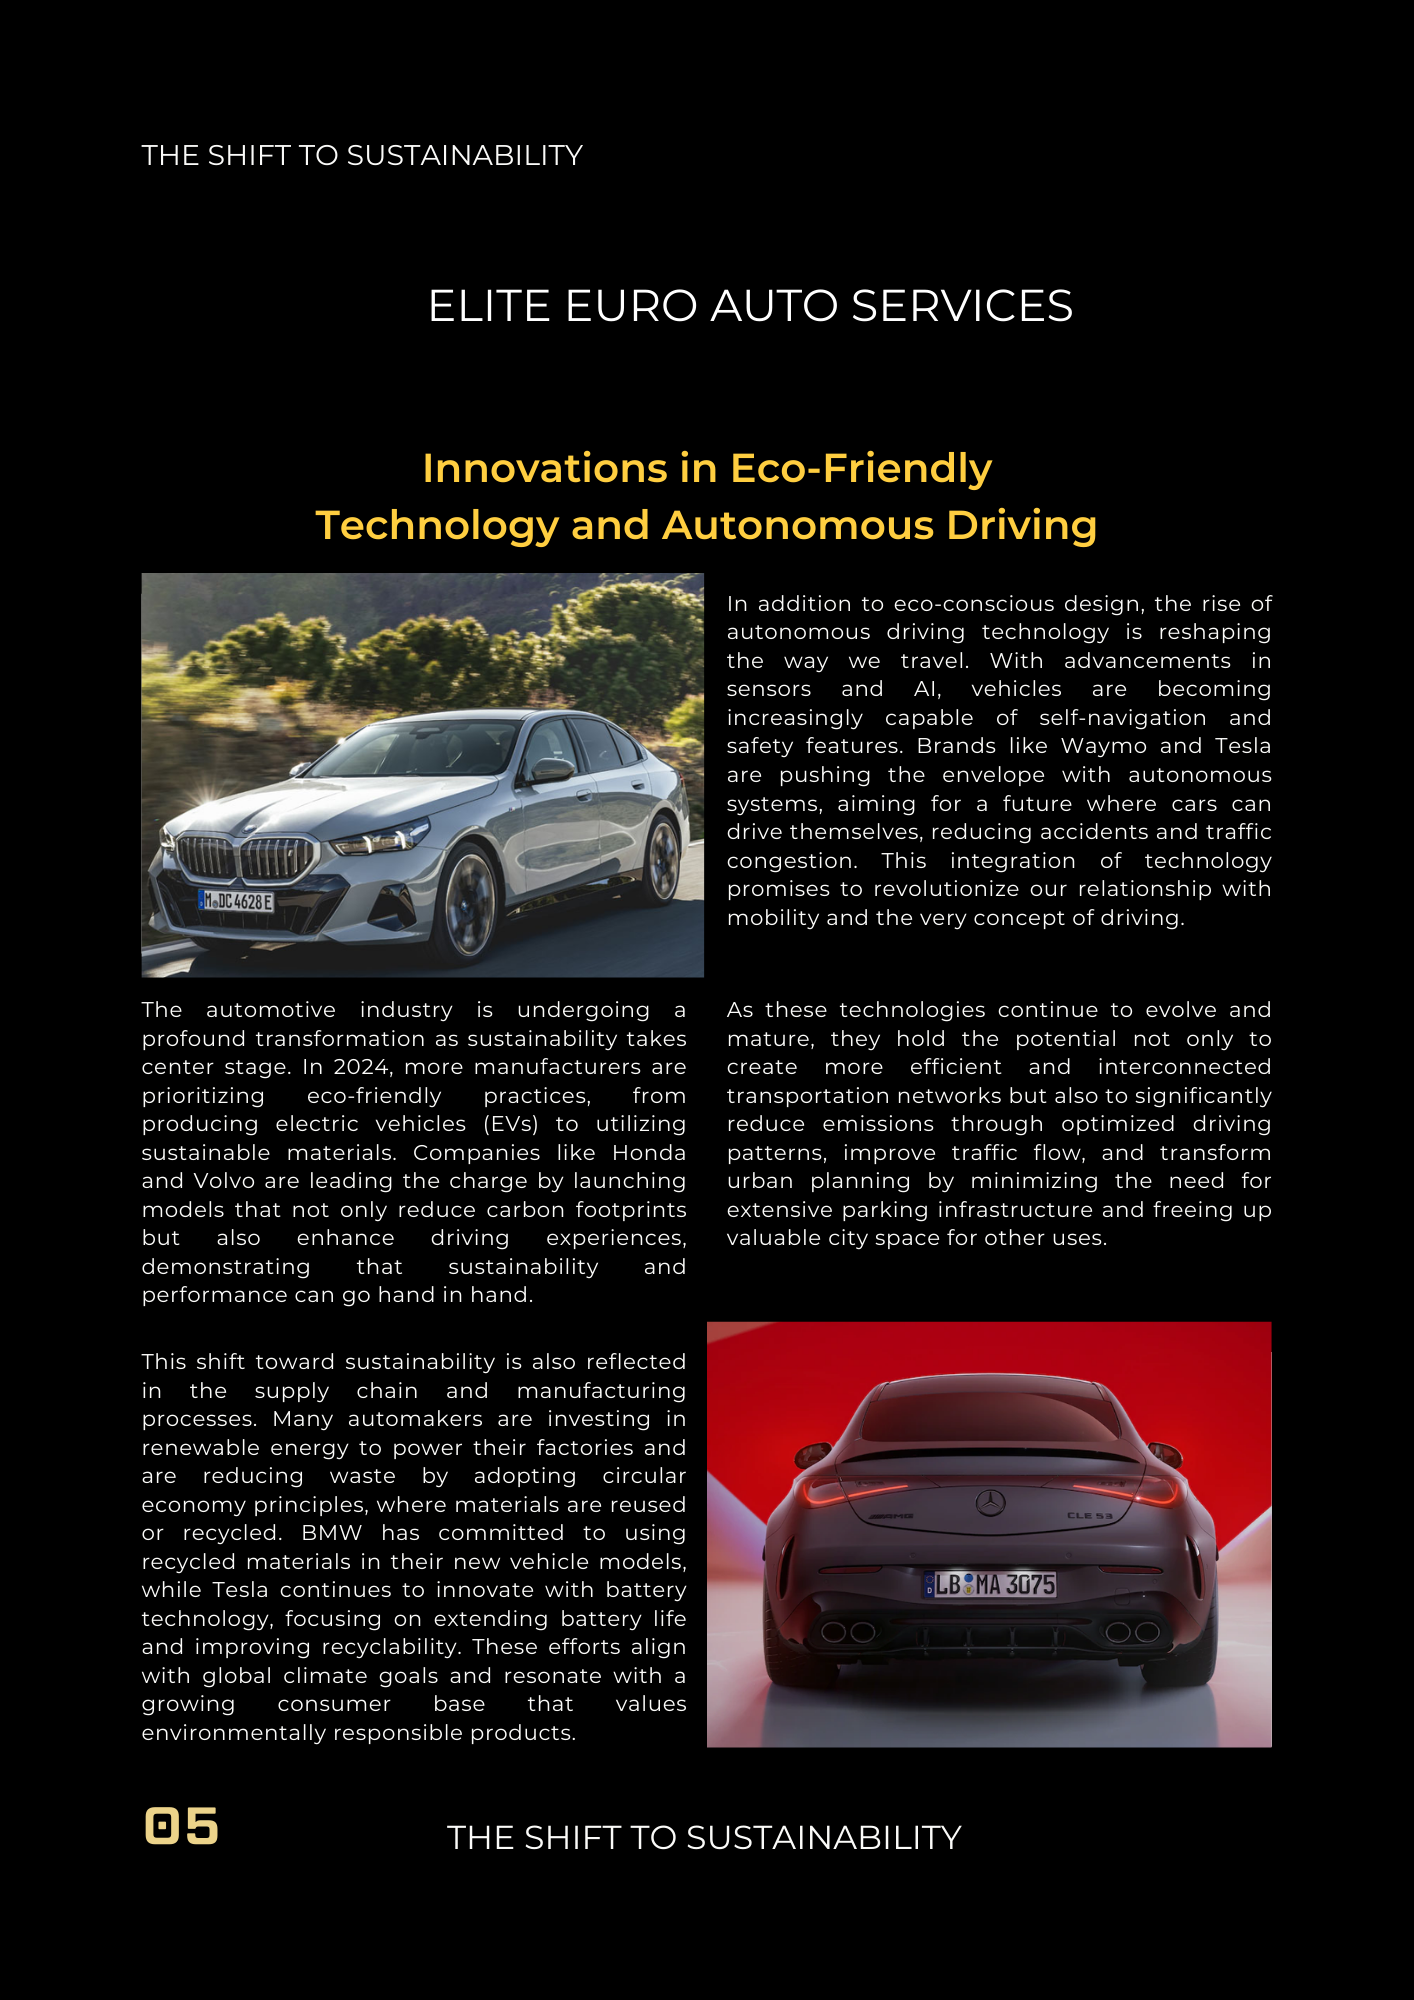 THE SHIFT TO SUSTAINABILITY
ELITE EURO AUTO SERVICES
Innovations in Eco-Friendly
Technology and Autonomous Driving
M DC 4628 E
The automotive industry is undergoing a
profound transformation as sustainability takes
center stage. In 2024, more manufacturers are
prioritizing eco-friendly practices, from
producing electric vehicles (EVs) to utilizing
sustainable materials. Companies like Honda
and Volvo are leading the charge by launching
models that not only reduce carbon footprints
but also enhance driving experiences,
demonstrating that sustainability and
performance can go hand in hand.
This shift toward sustainability is also reflected
in the supply chain and manufacturing
processes. Many automakers are investing in
renewable energy to power their factories and
are reducing waste by adopting circular
economy principles, where materials are reused
or recycled. BMW has committed to using
recycled materials in their new vehicle models,
while Tesla continues to innovate with battery
technology, focusing on extending battery life
and improving recyclability. These efforts align
with global climate goals and resonate with a
growing consumer base that values
environmentally responsible products.
In addition to eco-conscious design, the rise of
autonomous driving technology is reshaping
the way we travel. With advancements in
sensors and AI, vehicles are becoming
increasingly capable of self-navigation and
safety features. Brands like Waymo and Tesla
are pushing the envelope with autonomous
systems, aiming for a future where cars can
drive themselves, reducing accidents and traffic
congestion. This integration of technology
promises to revolutionize our relationship with
mobility and the very concept of driving.
As these technologies continue to evolve and
mature, they hold the potential not only to
create more efficient and interconnected
transportation networks but also to significantly
reduce emissions through optimized driving
patterns, improve traffic flow, and transform
urban planning by minimizing the need for
extensive parking infrastructure and freeing up
valuable city space for other uses.
AMG
CLE 53
D LB MA 3075
05
THE SHIFT TO SUSTAINABILITY